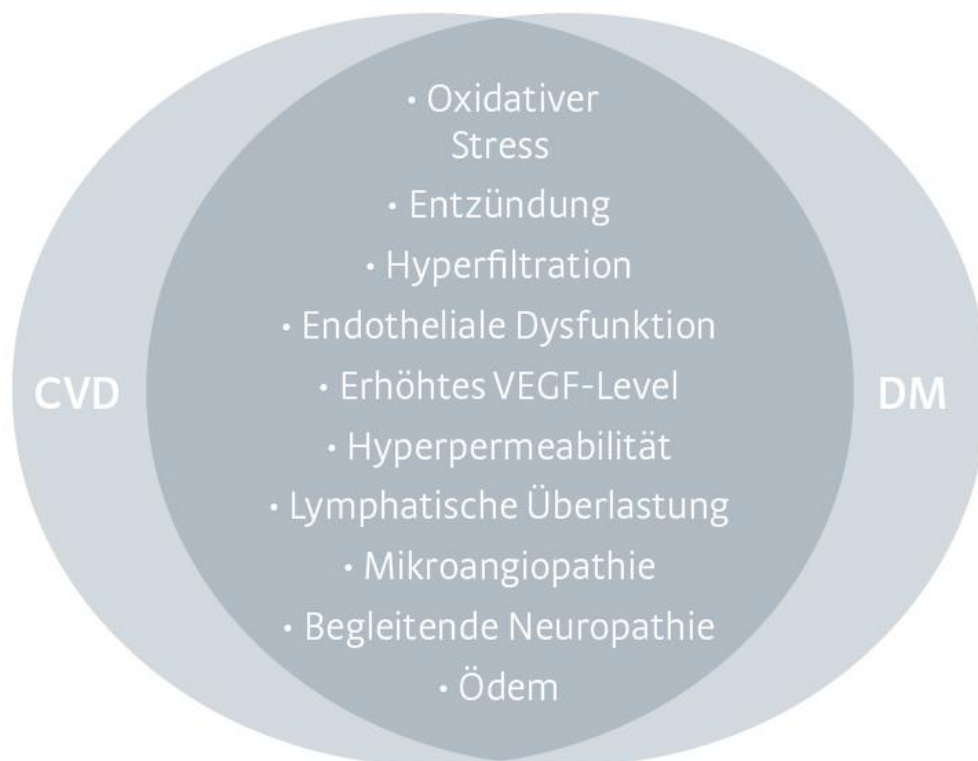 • Oxidativer
Stress
• Entzündung
• Hyperfiltration
• Endotheliale Dysfunktion
CVD
• Erhöhtes VEGF-Level
DM
• Hyperpermeabilität
• Lymphatische Überlastung
• Mikroangiopathie
• Begleitende Neuropathie
• Ödem